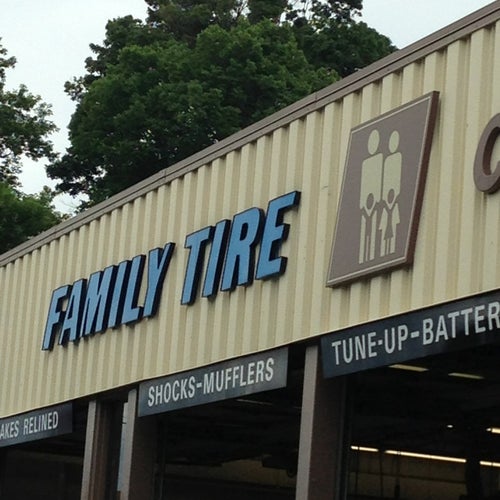 FAMILY TIRE
SHOCKS-MUFFLERS
TUNE-UP-BATTER
AKES RELINED